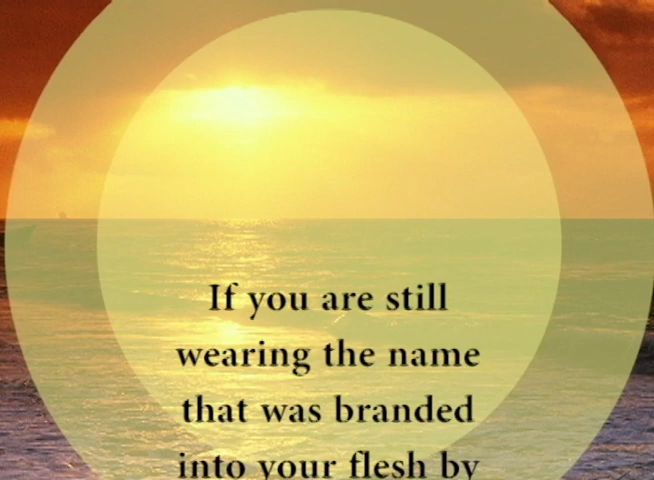 If you are still
wearing the name
that was branded
into your flesh by